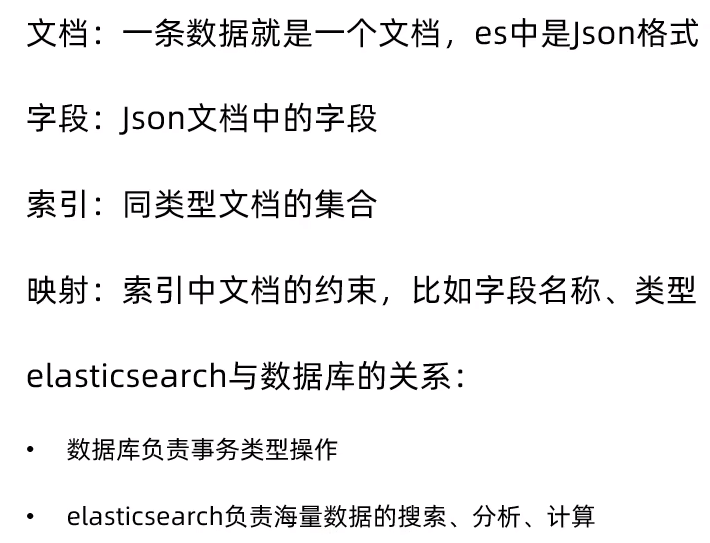 文档：一条数据就是一个文档，es中是Json格式
字段：Json文档中的字段
索引：同类型文档的集合
映射：索引中文档的约束，比如字段名称、类型
elasticsearch与数据库的关系：
• 数据库负责事务类型操作
• elasticsearch负责海量数据的搜索、分析、计算